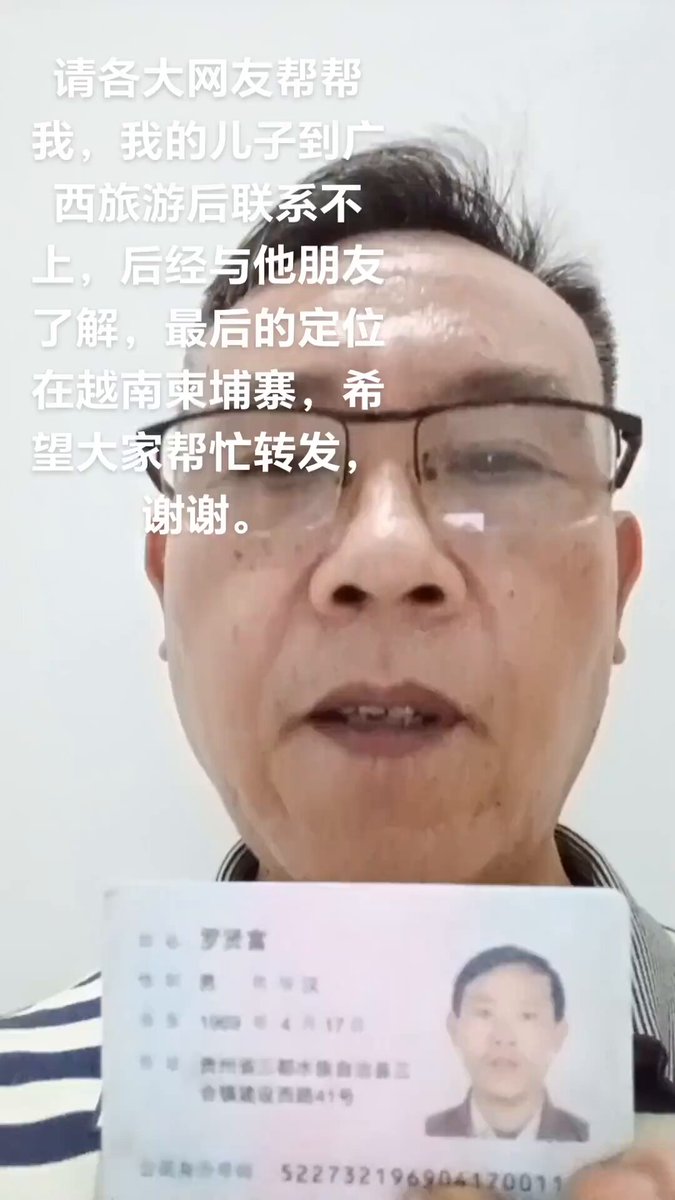 请各大网友帮帮
我，我的儿子到广
西旅游后联系不
上，后经与他朋友
了解，最后的定位
在越南柬埔寨，希
望大家帮忙转发，
谢谢。
姓名 罗贤富
性别 男 民族 汉
出生 1969 年 4 月 17 日
住址 贵州省三都水族自治县三
合镇建设西路41号
公民身份号码 522732196904170011